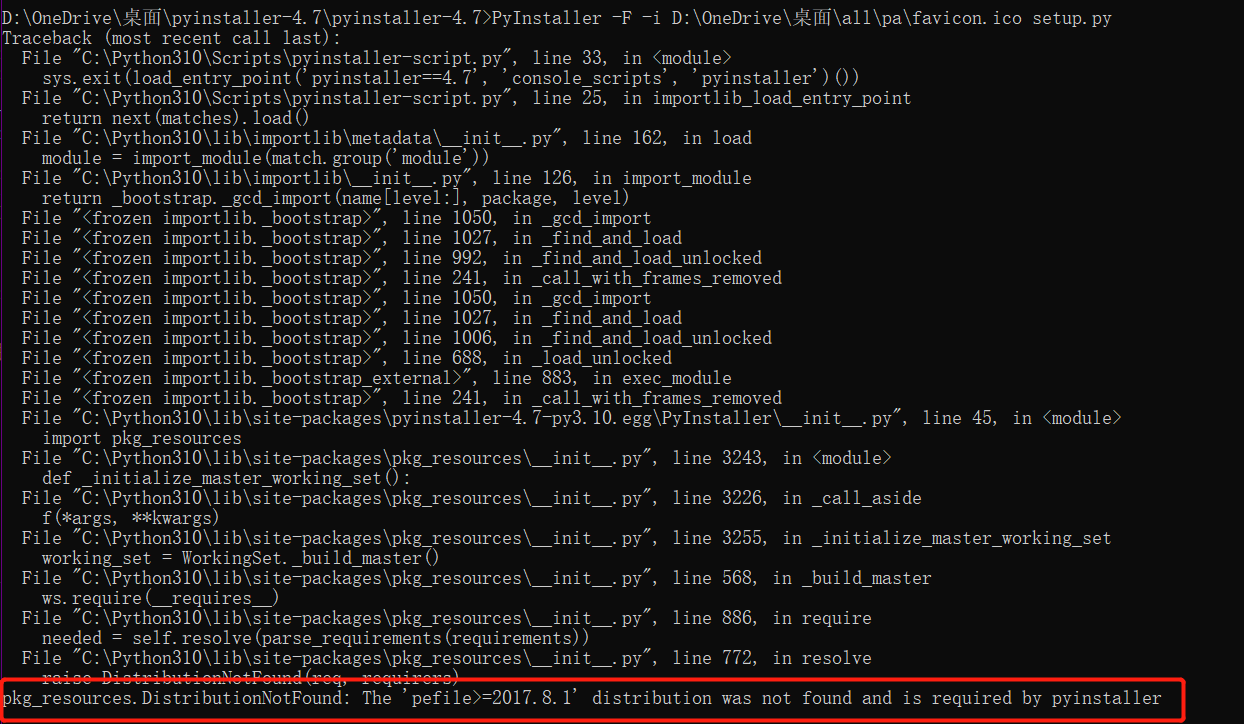 D:\OneDrive\桌面\pyinstaller-4.7\pyinstaller-4.7>PyInstaller -F -i D:\OneDrive\桌面\all\pa\favicon.ico setup.py
Traceback (most recent call last):
  File "C:\Python310\Scripts\pyinstaller-script.py", line 33, in <module>
    sys.exit(load_entry_point('pyinstaller==4.7', 'console_scripts', 'pyinstaller')())
  File "C:\Python310\Scripts\pyinstaller-script.py", line 25, in importlib_load_entry_point
    return next(matches).load()
  File "C:\Python310\lib\importlib\metadata\__init__.py", line 162, in load
    module = import_module(match.group('module'))
  File "C:\Python310\lib\importlib\__init__.py", line 126, in import_module
    return _bootstrap._gcd_import(name[level:], package, level)
  File "<frozen importlib._bootstrap>", line 1050, in _gcd_import
  File "<frozen importlib._bootstrap>", line 1027, in _find_and_load
  File "<frozen importlib._bootstrap>", line 992, in _find_and_load_unlocked
  File "<frozen importlib._bootstrap>", line 241, in _call_with_frames_removed
  File "<frozen importlib._bootstrap>", line 1050, in _gcd_import
  File "<frozen importlib._bootstrap>", line 1027, in _find_and_load
  File "<frozen importlib._bootstrap>", line 1006, in _find_and_load_unlocked
  File "<frozen importlib._bootstrap>", line 688, in _load_unlocked
  File "<frozen importlib._bootstrap_external>", line 883, in exec_module
  File "<frozen importlib._bootstrap>", line 241, in _call_with_frames_removed
  File "C:\Python310\lib\site-packages\pyinstaller-4.7-py3.10.egg\PyInstaller\__init__.py", line 45, in <module>
    import pkg_resources
  File "C:\Python310\lib\site-packages\pkg_resources\__init__.py", line 3243, in <module>
    def _initialize_master_working_set():
  File "C:\Python310\lib\site-packages\pkg_resources\__init__.py", line 3226, in _call_aside
    f(*args, **kwargs)
  File "C:\Python310\lib\site-packages\pkg_resources\__init__.py", line 3255, in _initialize_master_working_set
    working_set = WorkingSet._build_master()
  File "C:\Python310\lib\site-packages\pkg_resources\__init__.py", line 568, in _build_master
    ws.require(__requires__)
  File "C:\Python310\lib\site-packages\pkg_resources\__init__.py", line 886, in require
    needed = self.resolve(parse_requirements(requirements))
  File "C:\Python310\lib\site-packages\pkg_resources\__init__.py", line 772, in resolve
    raise DistributionNotFound(req, requirers)
pkg_resources.DistributionNotFound: The 'pefile>=2017.8.1' distribution was not found and is required by pyinstaller